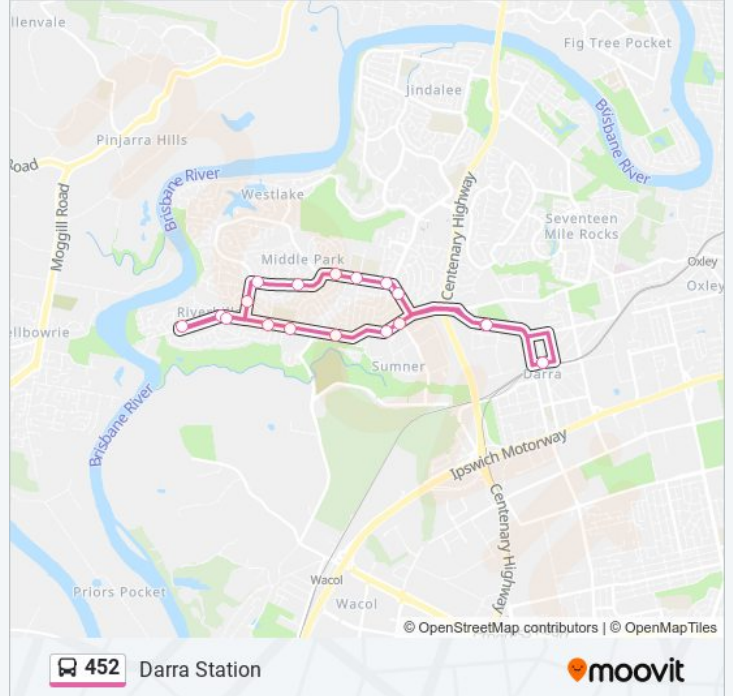 llenvale
Fig Tree Pocket
Jindalee
Pinjarra Hills
Brisbane River
oad
Brisbane River
Westlake
Moggill Road
Centenary Highway
Seventeen
Mile Rocks
Middle Park
Oxley
Oxley
ellbowrie
Sumner
Darra
Brisbane River
Ipswich Motorway
Centenary Highway
Wacol
Priors Pocket
Wacol
© OpenStreetMap contributors | © OpenMapTiles
452 Darra Station
moovit